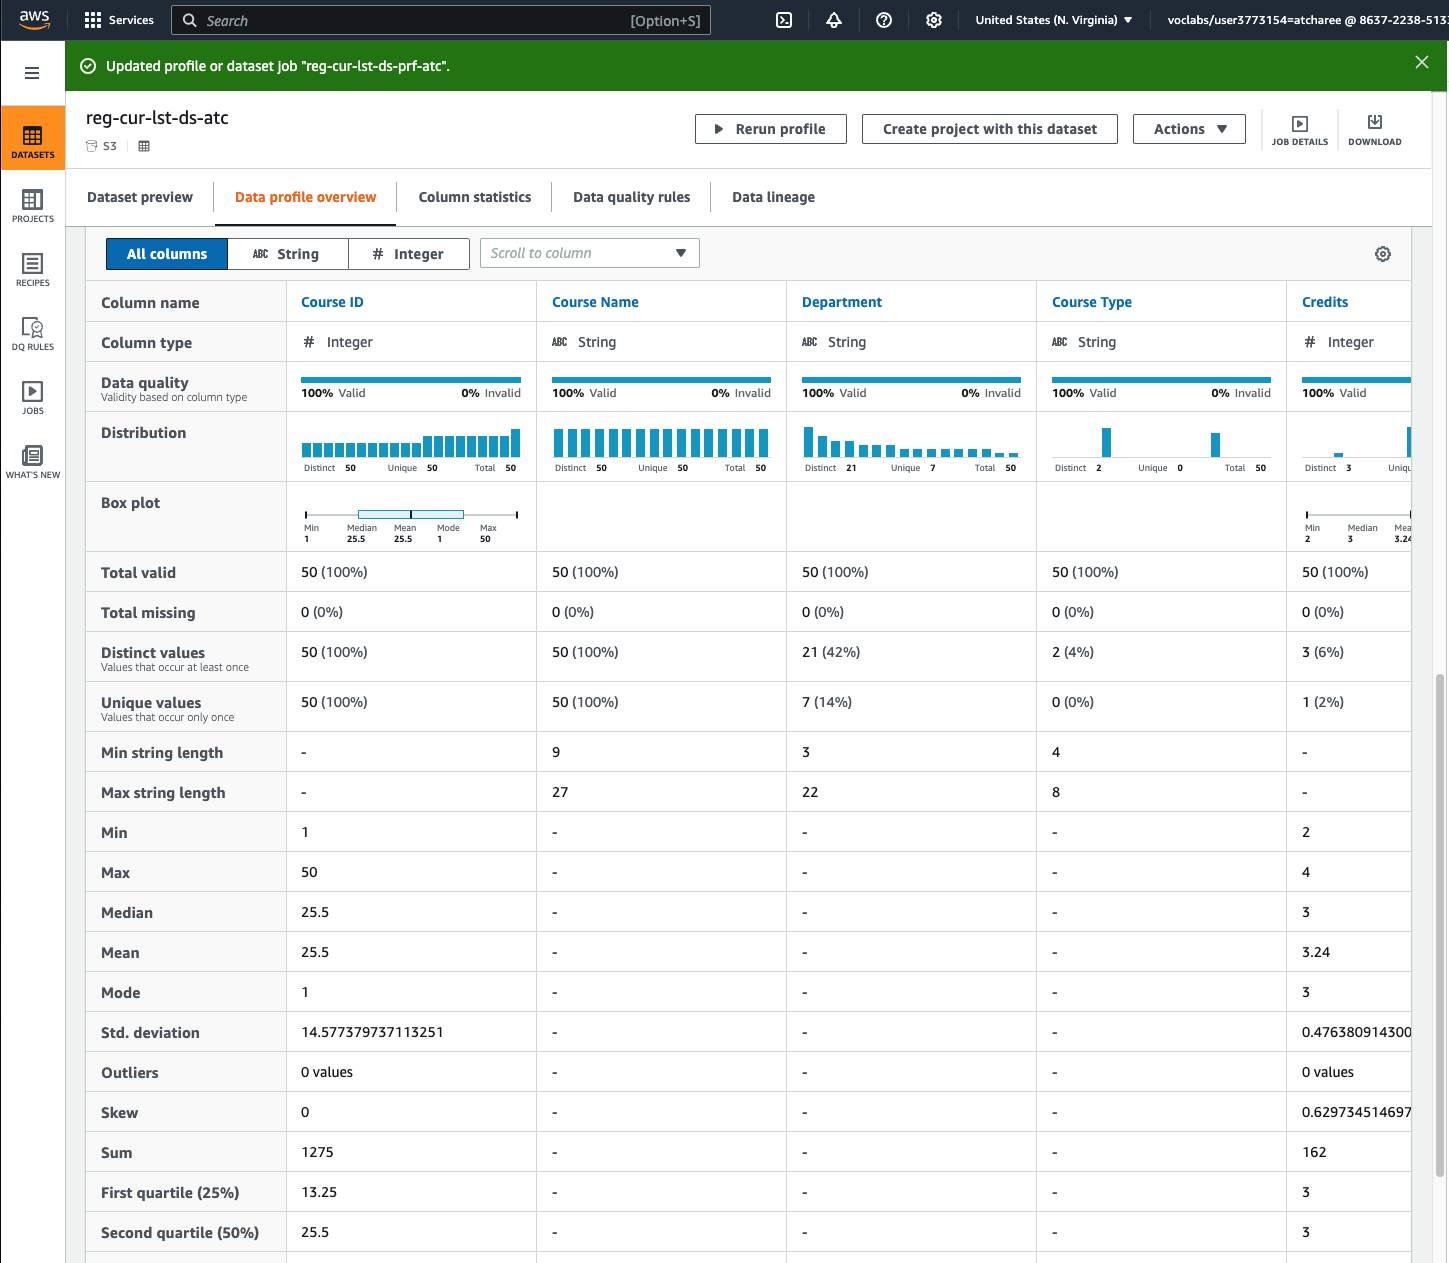 aws Services Search [Option+S] United States (N. Virginia) voclabs/user3773154=atcharee @ 8637-2238-513
Updated profile or dataset job "reg-cur-lst-ds-prf-atc".
reg-cur-lst-ds-atc
S3
Rerun profile Create project with this dataset Actions JOB DETAILS DOWNLOAD
DATASETS
PROJECTS
RECIPES
DQ RULES
JOBS
WHAT'S NEW
Dataset preview Data profile overview Column statistics Data quality rules Data lineage
All columns ABC String # Integer Scroll to column
Column name Course ID Course Name Department Course Type Credits
Column type # Integer ABC String ABC String ABC String # Integer
Data quality
Validity based on column type
100% Valid 0% Invalid 100% Valid 0% Invalid 100% Valid 0% Invalid 100% Valid 0% Invalid 100% Valid
Distribution
Distinct 50 Unique 50 Total 50 Distinct 50 Unique 50 Total 50 Distinct 21 Unique 7 Total 50 Distinct 2 Unique 0 Total 50 Distinct 3 Uniqu
Box plot
Min Median Mean Mode Max Min Median Mea
1 25.5 25.5 1 50 2 3 3.24
Total valid 50 (100%) 50 (100%) 50 (100%) 50 (100%) 50 (100%)
Total missing 0 (0%) 0 (0%) 0 (0%) 0 (0%) 0 (0%)
Distinct values 50 (100%) 50 (100%) 21 (42%) 2 (4%) 3 (6%)
Values that occur at least once
Unique values 50 (100%) 50 (100%) 7 (14%) 0 (0%) 1 (2%)
Values that occur only once
Min string length - 9 3 4 -
Max string length - 27 22 8 -
Min 1 - - - 2
Max 50 - - - 4
Median 25.5 - - - 3
Mean 25.5 - - - 3.24
Mode 1 - - - 3
Std. deviation 14.577379737113251 - - - 0.476380914300
Outliers 0 values - - - 0 values
Skew 0 - - - 0.629734514697
Sum 1275 - - - 162
First quartile (25%) 13.25 - - - 3
Second quartile (50%) 25.5 - - - 3